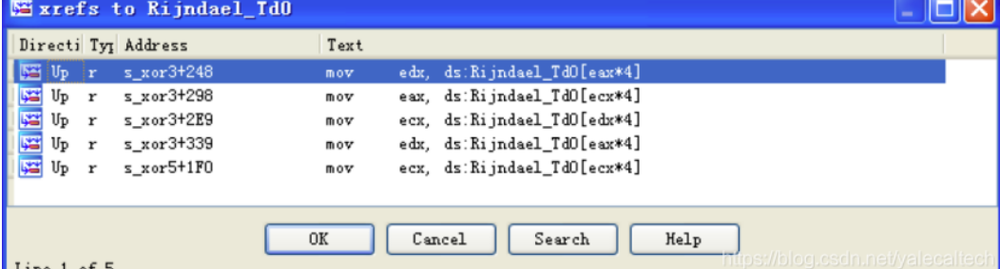 xrefs to Rijndael_Td0
Directi Typ Address Text
Up r s_xor3+248 mov edx, ds:Rijndael_Td0[eax*4]
Up r s_xor3+298 mov eax, ds:Rijndael_Td0[ecx*4]
Up r s_xor3+2E9 mov ecx, ds:Rijndael_Td0[edx*4]
Up r s_xor3+339 mov edx, ds:Rijndael_Td0[eax*4]
Up r s_xor5+1F0 mov ecx, ds:Rijndael_Td0[ecx*4]
OK Cancel Search Help
Line 1 of 5
https://blog.csdn.net/yalecaltech